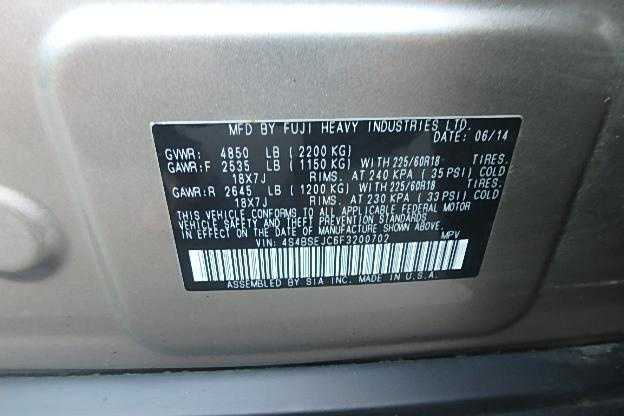 MFD BY FUJI HEAVY INDUSTRIES LTD.
DATE: 06/14
GVWR: 4850 LB (2200 KG)
GAWR:F 2535 LB (1150 KG) WITH 225/60R18 TIRES.
18X7J RIMS. AT 240 KPA (35 PSI) COLD
GAWR:R 2645 LB (1200 KG) WITH 225/60R18 TIRES.
18X7J RIMS. AT 230 KPA (33 PSI) COLD
THIS VEHICLE CONFORMS TO ALL APPLICABLE FEDERAL MOTOR
VEHICLE SAFETY AND THEFT PREVENTION STANDARDS
IN EFFECT ON THE DATE OF MANUFACTURE SHOWN ABOVE.
VIN: 4S4BSEJC6F3200702 MPV
ASSEMBLED BY SIA INC. MADE IN U.S.A.